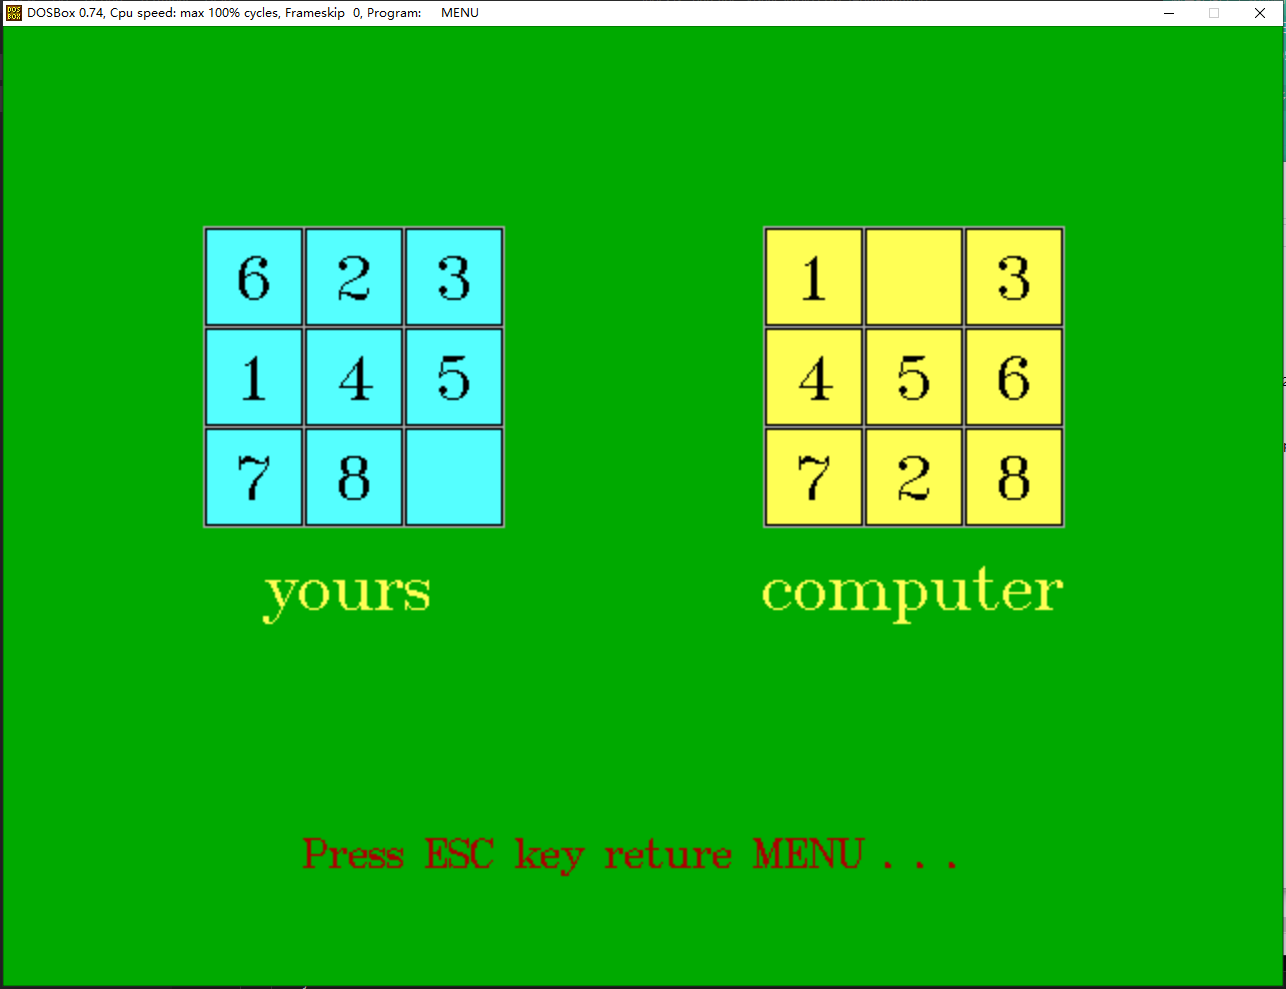 DOSBox 0.74, Cpu speed: max 100% cycles, Frameskip  0, Program:     MENU
6 2 3
1 4 5
7 8
yours
1 3
4 5 6
7 2 8
computer
Press ESC key reture MENU . . .